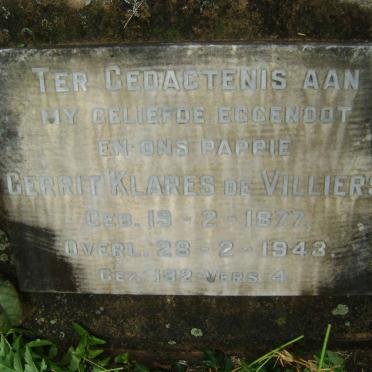 TER GEDAGTENIS AAN
MY GELIEFDE EGGENOOT
EN ONS PAPPIE
GERRIT KLARES DE VILLIERS
GEB. 19 - 2 - 1877.
OVERL. 28 - 2 - 1943.
GEZ. 192 VERS 4.